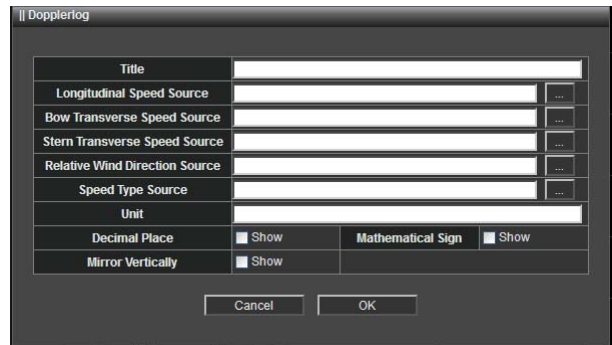 || Dopplerlog
Title
Longitudinal Speed Source ...
Bow Transverse Speed Source ...
Stern Transverse Speed Source ...
Relative Wind Direction Source ...
Speed Type Source ...
Unit
Decimal Place Show Mathematical Sign Show
Mirror Vertically Show
Cancel OK